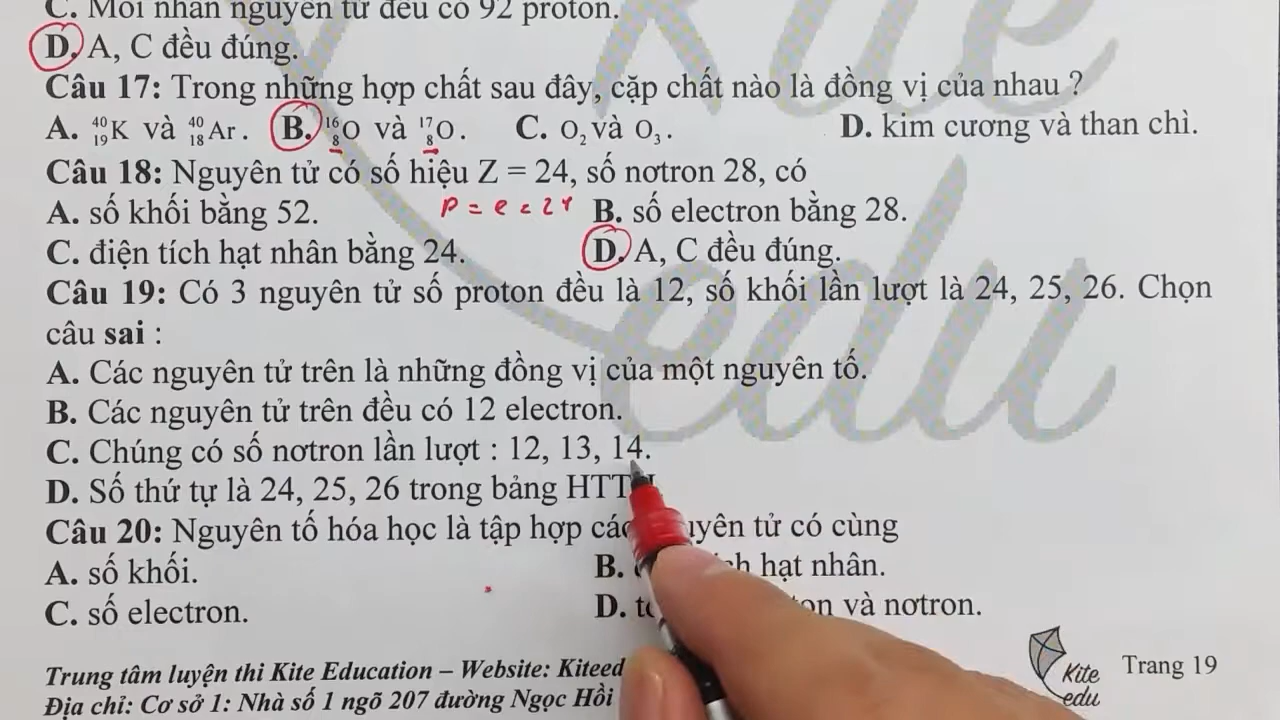 C. Mỗi nhân nguyên tử đều có 92 proton.
D. A, C đều đúng.
Câu 17: Trong những hợp chất sau đây, cặp chất nào là đồng vị của nhau ?
A. ⁴⁰₁₉K và ⁴⁰₁₈Ar. B. ¹⁶₈O và ¹⁷₈O. C. O₂ và O₃. D. kim cương và than chì.
Câu 18: Nguyên tử có số hiệu Z = 24, số nơtron 28, có
A. số khối bằng 52. P = e = 24 B. số electron bằng 28.
C. điện tích hạt nhân bằng 24. D. A, C đều đúng.
Câu 19: Có 3 nguyên tử số proton đều là 12, số khối lần lượt là 24, 25, 26. Chọn
câu sai :
A. Các nguyên tử trên là những đồng vị của một nguyên tố.
B. Các nguyên tử trên đều có 12 electron.
C. Chúng có số nơtron lần lượt : 12, 13, 14.
D. Số thứ tự là 24, 25, 26 trong bảng
Câu 20: Nguyên tố hóa học là tập hợp các nguyên tử có cùng
A. số khối. B. hạt nhân.
C. số electron. D. và nơtron.
Trung tâm luyện thi Kite Education – Website:
Địa chỉ: Cơ sở 1: Nhà số 1 ngõ 207 đường Ngọc Hồi
Kite
edu
Trang 19
Kite
edu